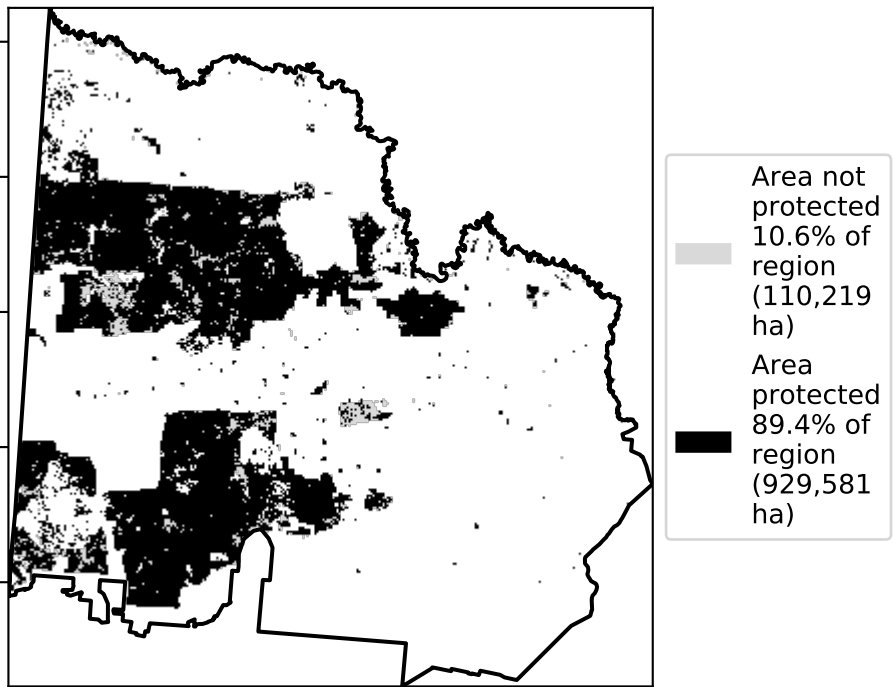 Area not
protected
10.6% of
region
(110,219
ha)
Area
protected
89.4% of
region
(929,581
ha)